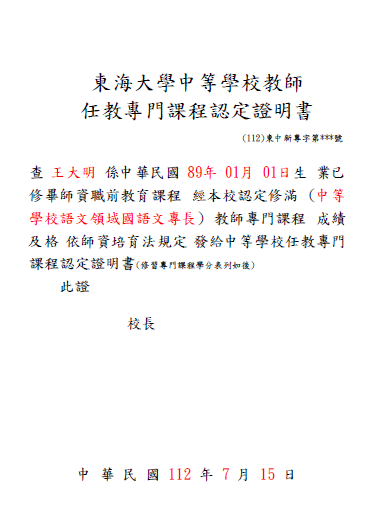 東海大學中等學校教師
任教專門課程認定證明書
(112)東中新專字第***號
查 王大明 係中華民國 89年 01月 01日生 業已
修畢師資職前教育課程 經本校認定修滿（中等
學校語文領域國語文專長）教師專門課程 成績
及格 依師資培育法規定 發給中等學校任教專門
課程認定證明書(修習專門課程學分表列如後)
此證
校長
中 華 民 國 112 年 7 月 15 日